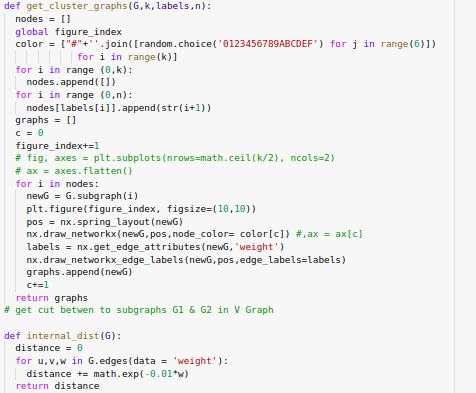 def get_cluster_graphs(G,k,labels,n):
  nodes = []
  global figure_index
  color = ["#"+''.join([random.choice('0123456789ABCDEF') for j in range(6)])
             for i in range(k)]
  for i in range (0,k):
    nodes.append([])
  for i in range (0,n):
    nodes[labels[i]].append(str(i+1))
  graphs = []
  c = 0
  figure_index+=1
  # fig, axes = plt.subplots(nrows=math.ceil(k/2), ncols=2)
  # ax = axes.flatten()
  for i in nodes:
    newG = G.subgraph(i)
    plt.figure(figure_index, figsize=(10,10))
    pos = nx.spring_layout(newG)
    nx.draw_networkx(newG,pos,node_color= color[c]) #,ax = ax[c]
    labels = nx.get_edge_attributes(newG,'weight')
    nx.draw_networkx_edge_labels(newG,pos,edge_labels=labels)
    graphs.append(newG)
    c+=1
  return graphs
# get cut betwen to subgraphs G1 & G2 in V Graph

def internal_dist(G):
  distance = 0
  for u,v,w in G.edges(data = 'weight'):
    distance += math.exp(-0.01*w)
  return distance